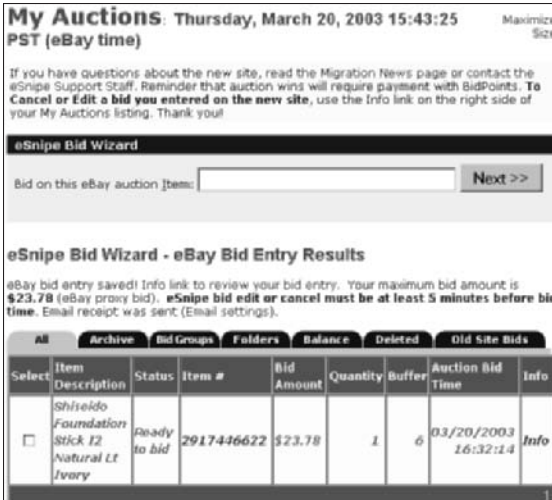 My Auctions: Thursday, March 20, 2003 15:43:25
PST (eBay time)
Maximize
Size
If you have questions about the new site, read the Migration News page or contact the
eSnipe Support Staff. Reminder that auction wins will require payment with BidPoints. To
Cancel or Edit a bid you entered on the new site, use the Info link on the right side of
your My Auctions listing. Thank you!
eSnipe Bid Wizard
Bid on this eBay auction Item:
Next >>
eSnipe Bid Wizard - eBay Bid Entry Results
eBay bid entry saved! Info link to review your bid entry. Your maximum bid amount is
$23.78 (eBay proxy bid). eSnipe bid edit or cancel must be at least 5 minutes before bid
time. Email receipt was sent (Email settings).
All Archive Bid Groups Folders Balance Deleted Old Site Bids
Select Item Description Status Item # Bid Amount Quantity Buffer Auction Bid Time Info
Shiseido Foundation Stick I2 Natural Lt Ivory Ready to bid 2917446622 $23.78 1 6 03/20/2003 16:32:14 Info
1